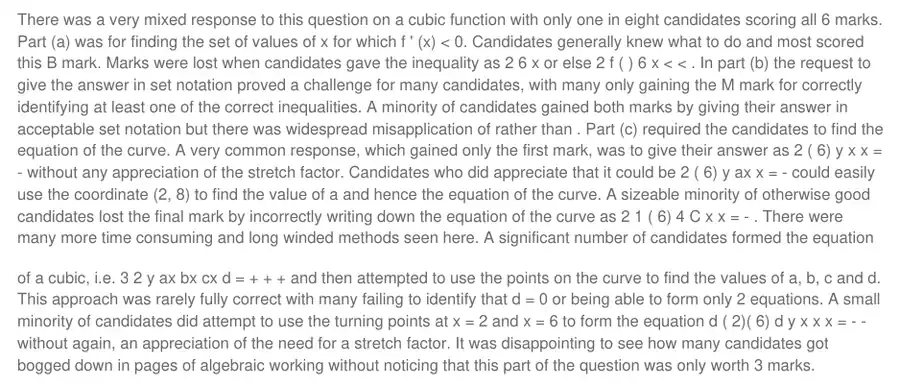 There was a very mixed response to this question on a cubic function with only one in eight candidates scoring all 6 marks.
Part (a) was for finding the set of values of x for which f ' (x) < 0. Candidates generally knew what to do and most scored
this B mark. Marks were lost when candidates gave the inequality as 2 6 x or else 2 f ( ) 6 x < < . In part (b) the request to
give the answer in set notation proved a challenge for many candidates, with many only gaining the M mark for correctly
identifying at least one of the correct inequalities. A minority of candidates gained both marks by giving their answer in
acceptable set notation but there was widespread misapplication of rather than . Part (c) required the candidates to find the
equation of the curve. A very common response, which gained only the first mark, was to give their answer as 2 ( 6) y x x =
- without any appreciation of the stretch factor. Candidates who did appreciate that it could be 2 ( 6) y ax x = - could easily
use the coordinate (2, 8) to find the value of a and hence the equation of the curve. A sizeable minority of otherwise good
candidates lost the final mark by incorrectly writing down the equation of the curve as 2 1 ( 6) 4 C x x = - . There were
many more time consuming and long winded methods seen here. A significant number of candidates formed the equation
of a cubic, i.e. 3 2 y ax bx cx d = + + + and then attempted to use the points on the curve to find the values of a, b, c and d.
This approach was rarely fully correct with many failing to identify that d = 0 or being able to form only 2 equations. A small
minority of candidates did attempt to use the turning points at x = 2 and x = 6 to form the equation d ( 2)( 6) d y x x x = - -
without again, an appreciation of the need for a stretch factor. It was disappointing to see how many candidates got
bogged down in pages of algebraic working without noticing that this part of the question was only worth 3 marks.